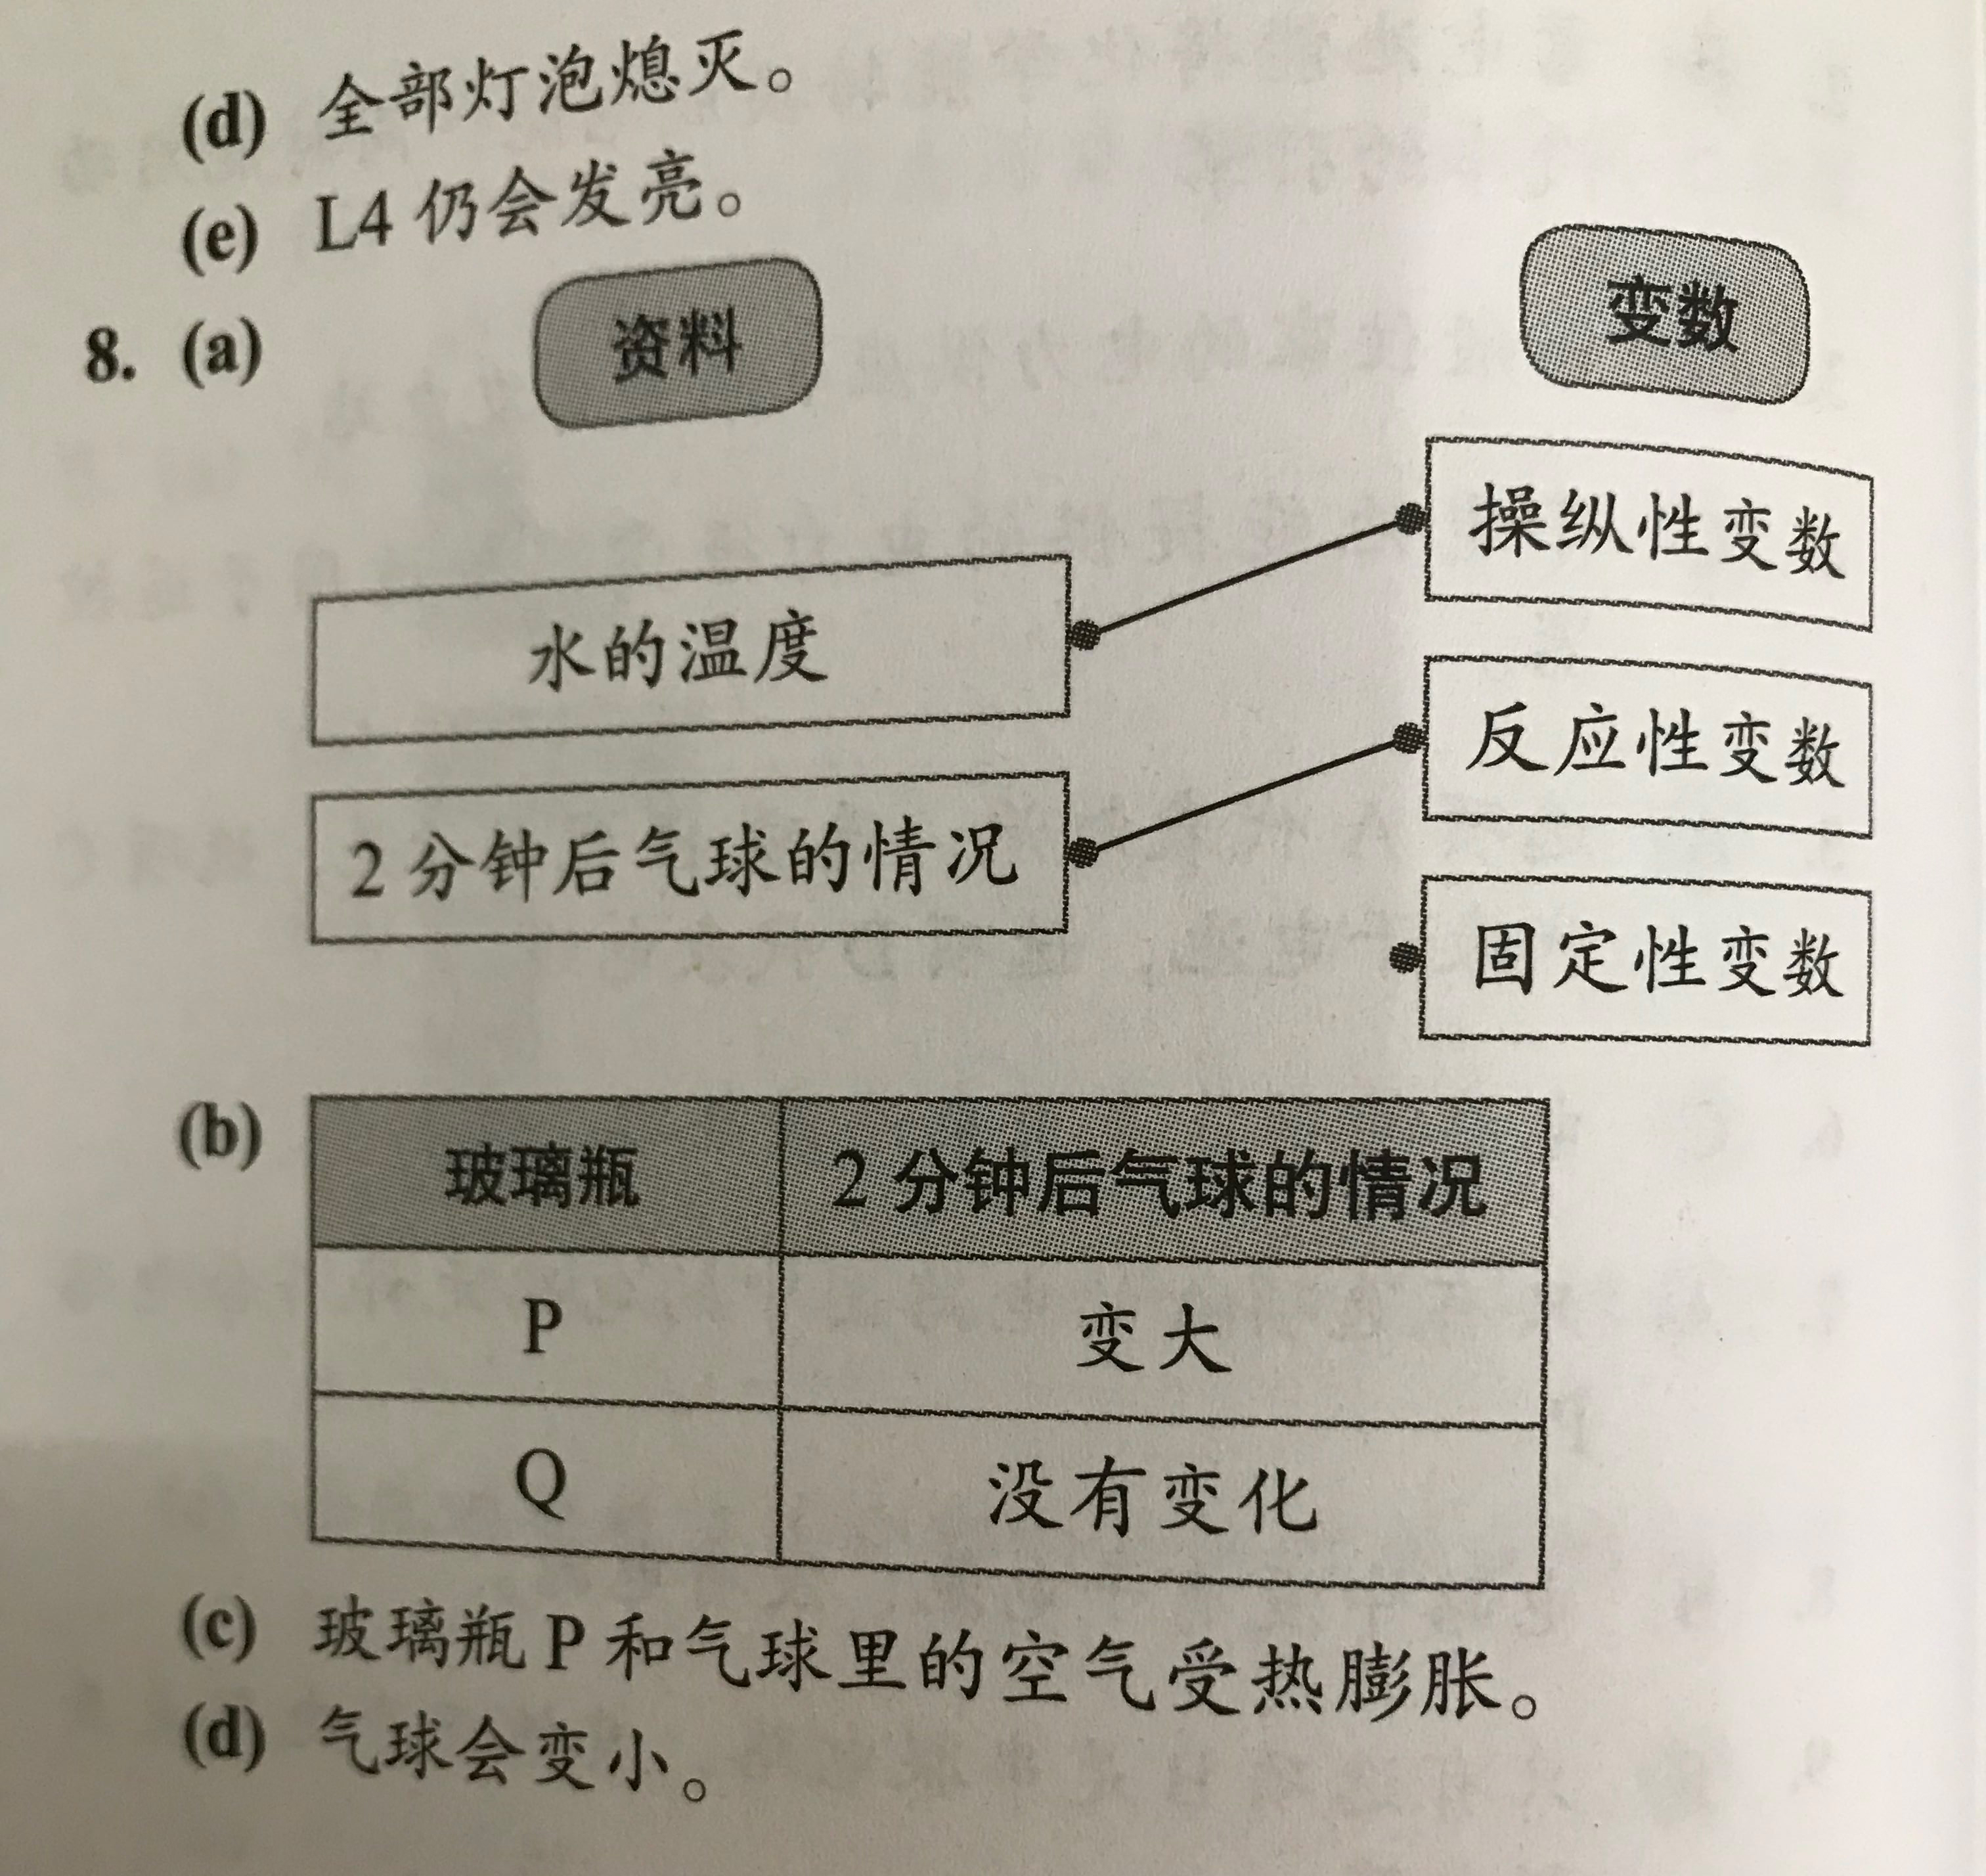 (d) 全部灯泡熄灭。
(e) L4 仍会发亮。
8. (a) 资料 变数
操纵性变数
水的温度
反应性变数
2 分钟后气球的情况
固定性变数
(b) 玻璃瓶 2 分钟后气球的情况
P 变大
Q 没有变化
(c) 玻璃瓶 P 和气球里的空气受热膨胀。
(d) 气球会变小。